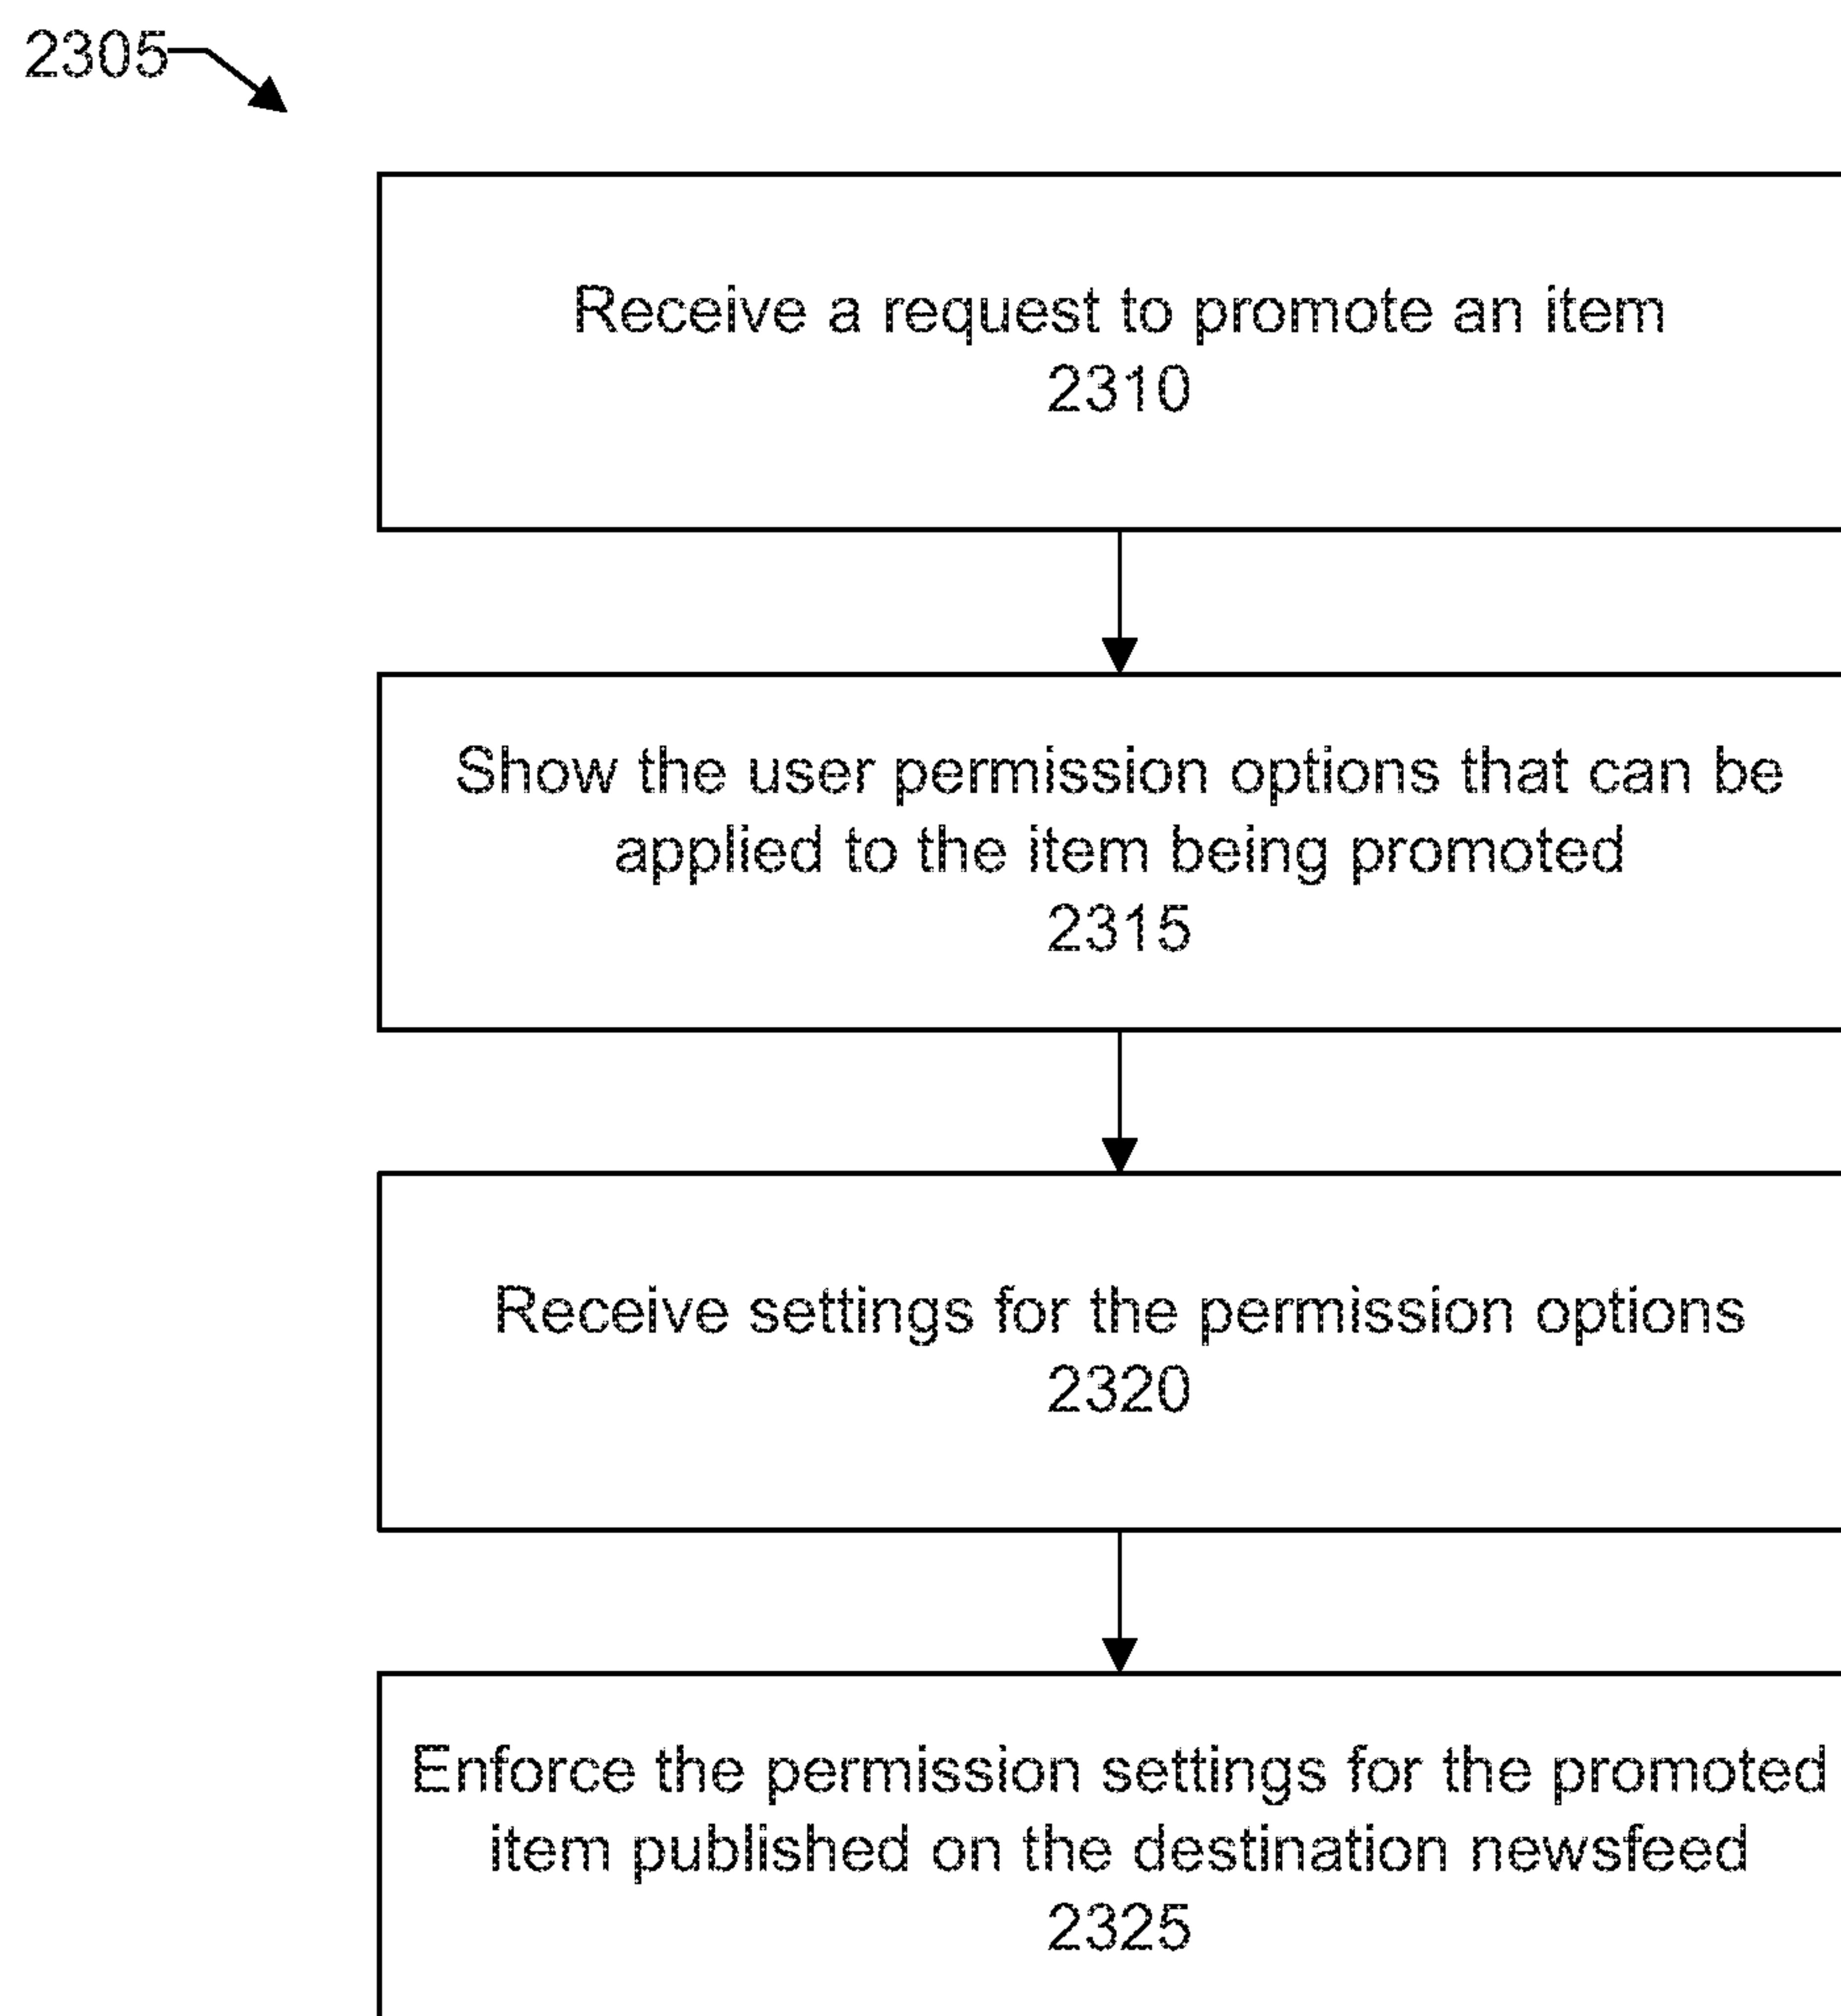 2305
Receive a request to promote an item
2310
Show the user permission options that can be
applied to the item being promoted
2315
Receive settings for the permission options
2320
Enforce the permission settings for the promoted
item published on the destination newsfeed
2325